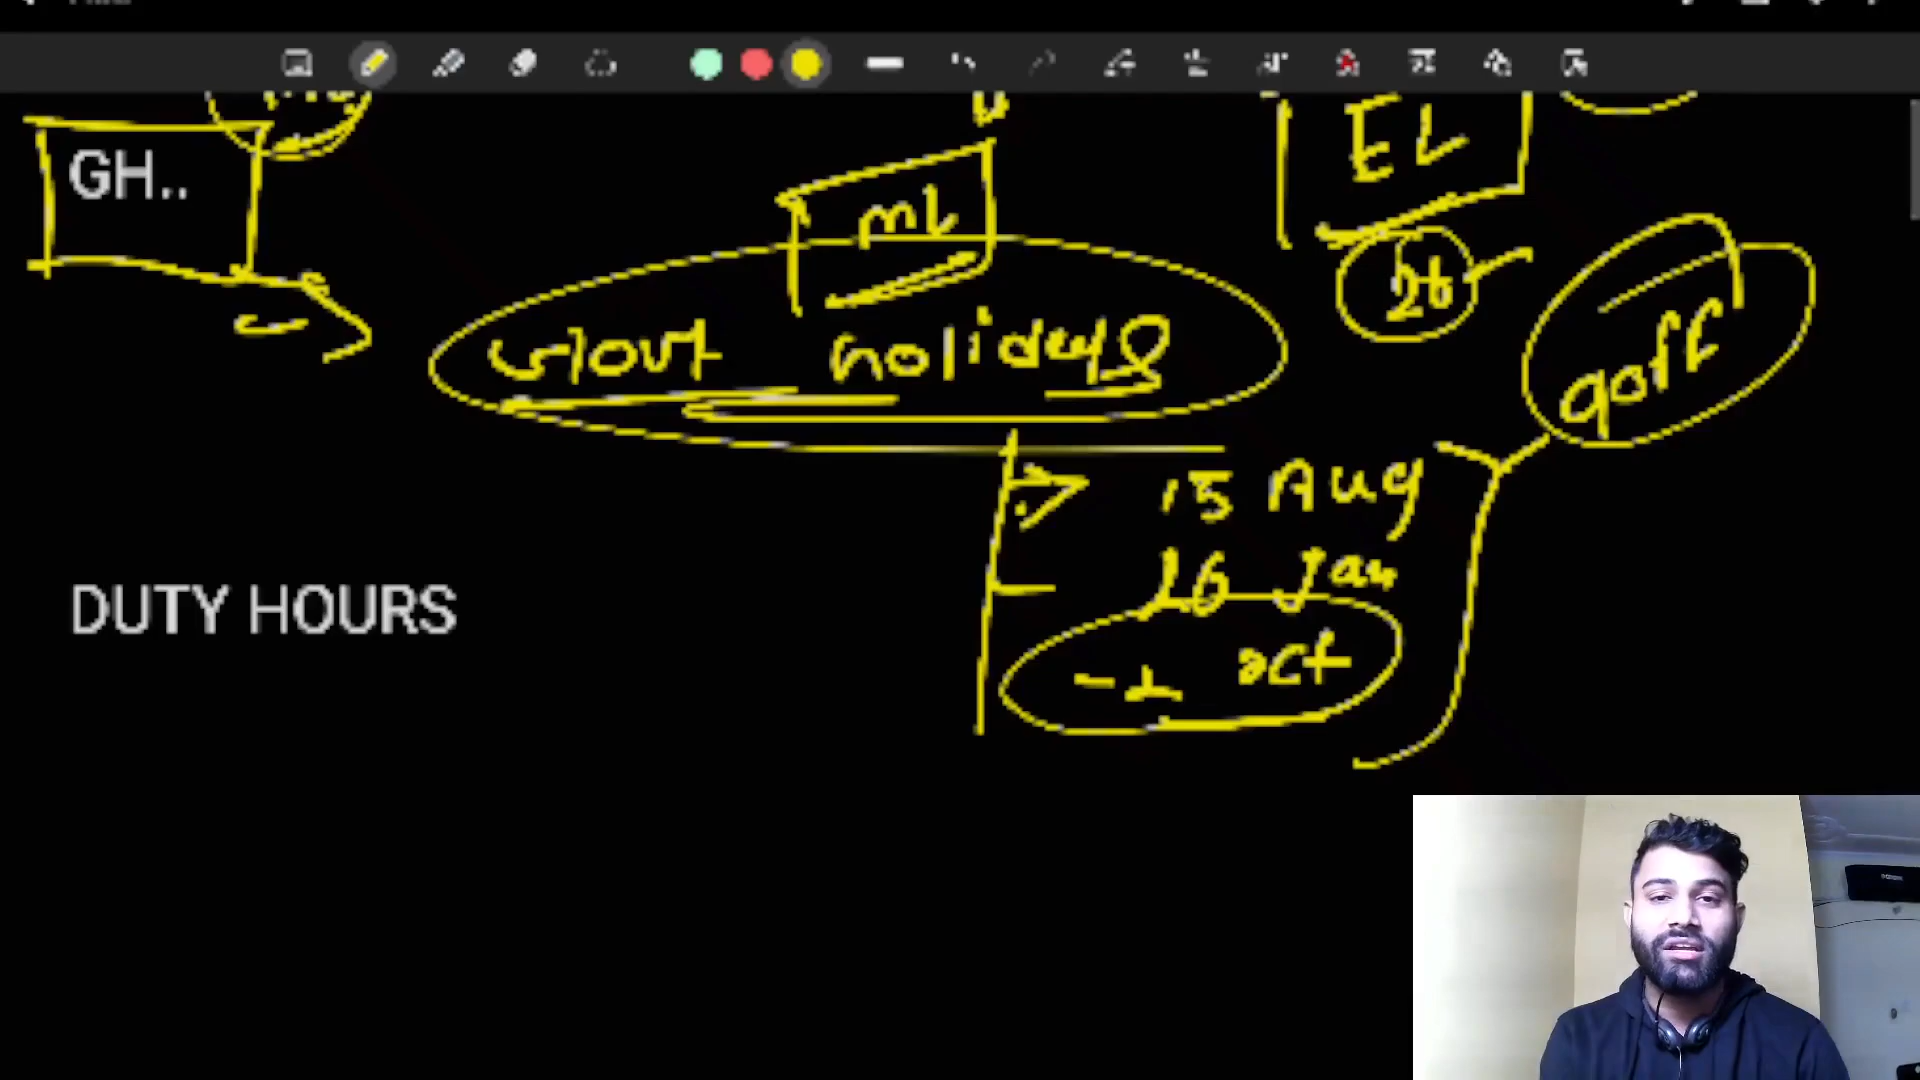 EL
GH..
ML
26
Govt holidays
goff
15 Aug
26 Jan
-2 oct
DUTY HOURS